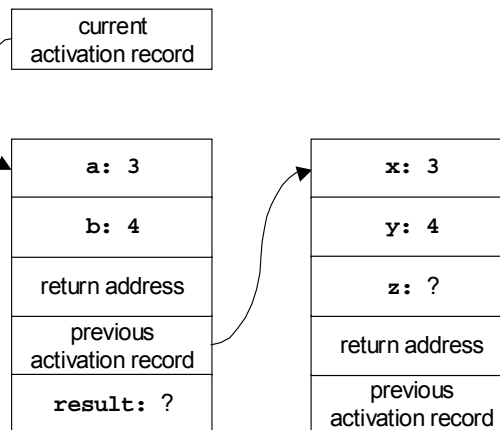 current
activation record
a: 3
b: 4
return address
previous
activation record
result: ?
x: 3
y: 4
z: ?
return address
previous
activation record